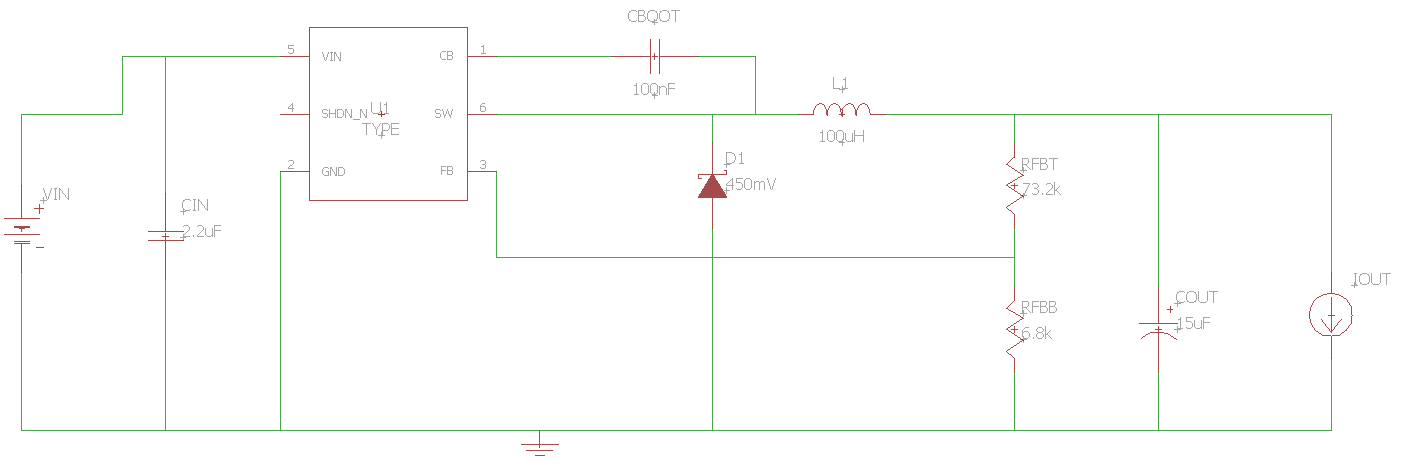 CBOOT
100nF
5 VIN CB 1
4 SHDN_N U1 SW 6
TYPE
2 GND FB 3
L1
100uH
D1
450mV
RFBT
73.2k
VIN
+
-
CIN
2.2uF
RFBB
6.8k
COUT
+
15uF
IOUT